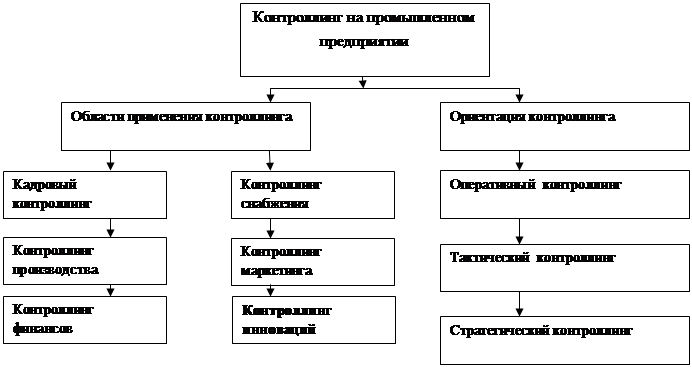 Контроллинг на промышленном
предприятии
Области применения контроллинга
Ориентация контроллинга
Кадровый
контроллинг
Контроллинг
снабжения
Оперативный контроллинг
Контроллинг
производства
Контроллинг
маркетинга
Тактический контроллинг
Контроллинг
финансов
Контроллинг
инноваций
Стратегический контроллинг